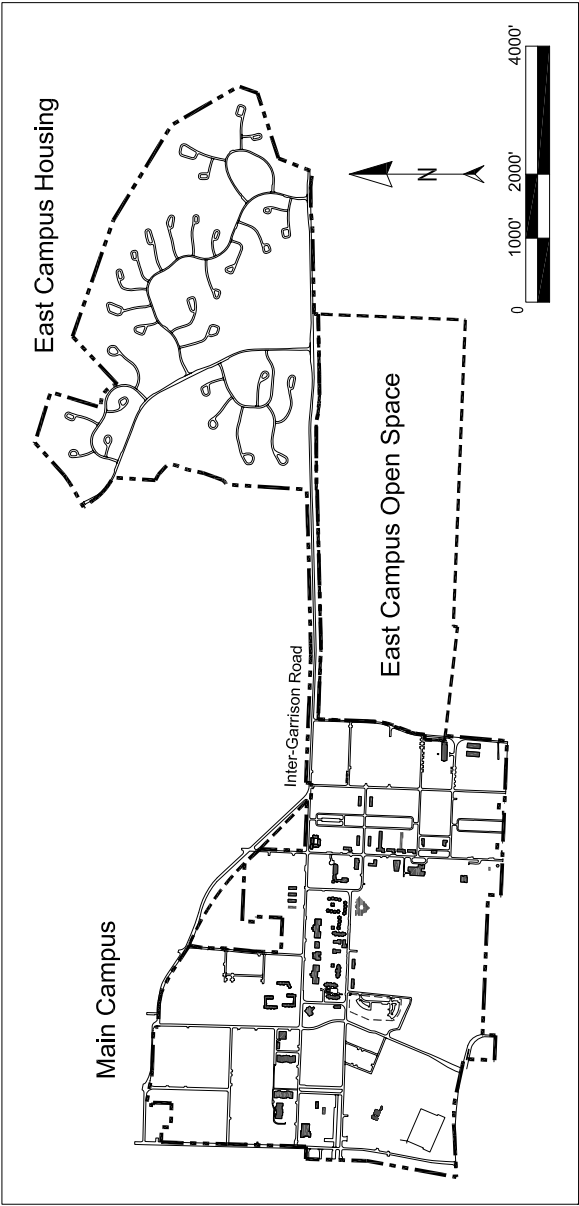 East Campus Housing
Main Campus
Inter-Garrison Road
East Campus Open Space
N
0
1000'
2000'
4000'